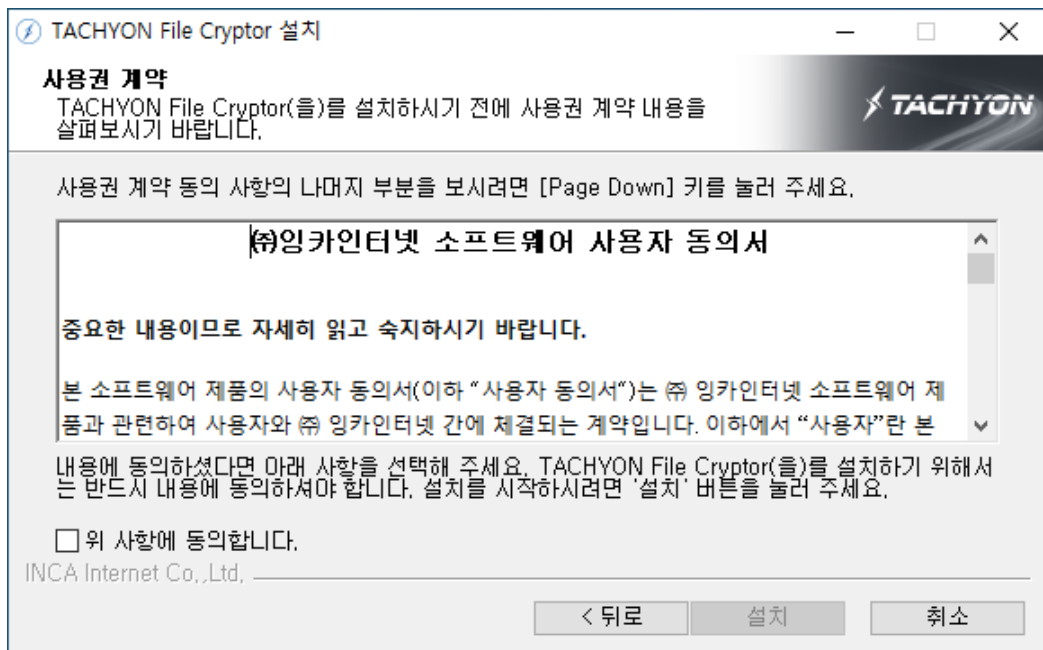 TACHYON File Cryptor 설치
사용권 계약
TACHYON File Cryptor(을)를 설치하시기 전에 사용권 계약 내용을
살펴보시기 바랍니다.
TACHYON
사용권 계약 동의 사항의 나머지 부분을 보시려면 [Page Down] 키를 눌러 주세요.
㈜잉카인터넷 소프트웨어 사용자 동의서
중요한 내용이므로 자세히 읽고 숙지하시기 바랍니다.
본 소프트웨어 제품의 사용자 동의서(이하 “사용자 동의서“)는 ㈜ 잉카인터넷 소프트웨어 제
품과 관련하여 사용자와 ㈜ 잉카인터넷 간에 체결되는 계약입니다. 이하에서 “사용자”란 본
내용에 동의하셨다면 아래 사항을 선택해 주세요. TACHYON File Cryptor(을)를 설치하기 위해서
는 반드시 내용에 동의하셔야 합니다. 설치를 시작하시려면 '설치' 버튼을 눌러 주세요.
위 사항에 동의합니다.
INCA Internet Co.,Ltd.
< 뒤로
설치
취소